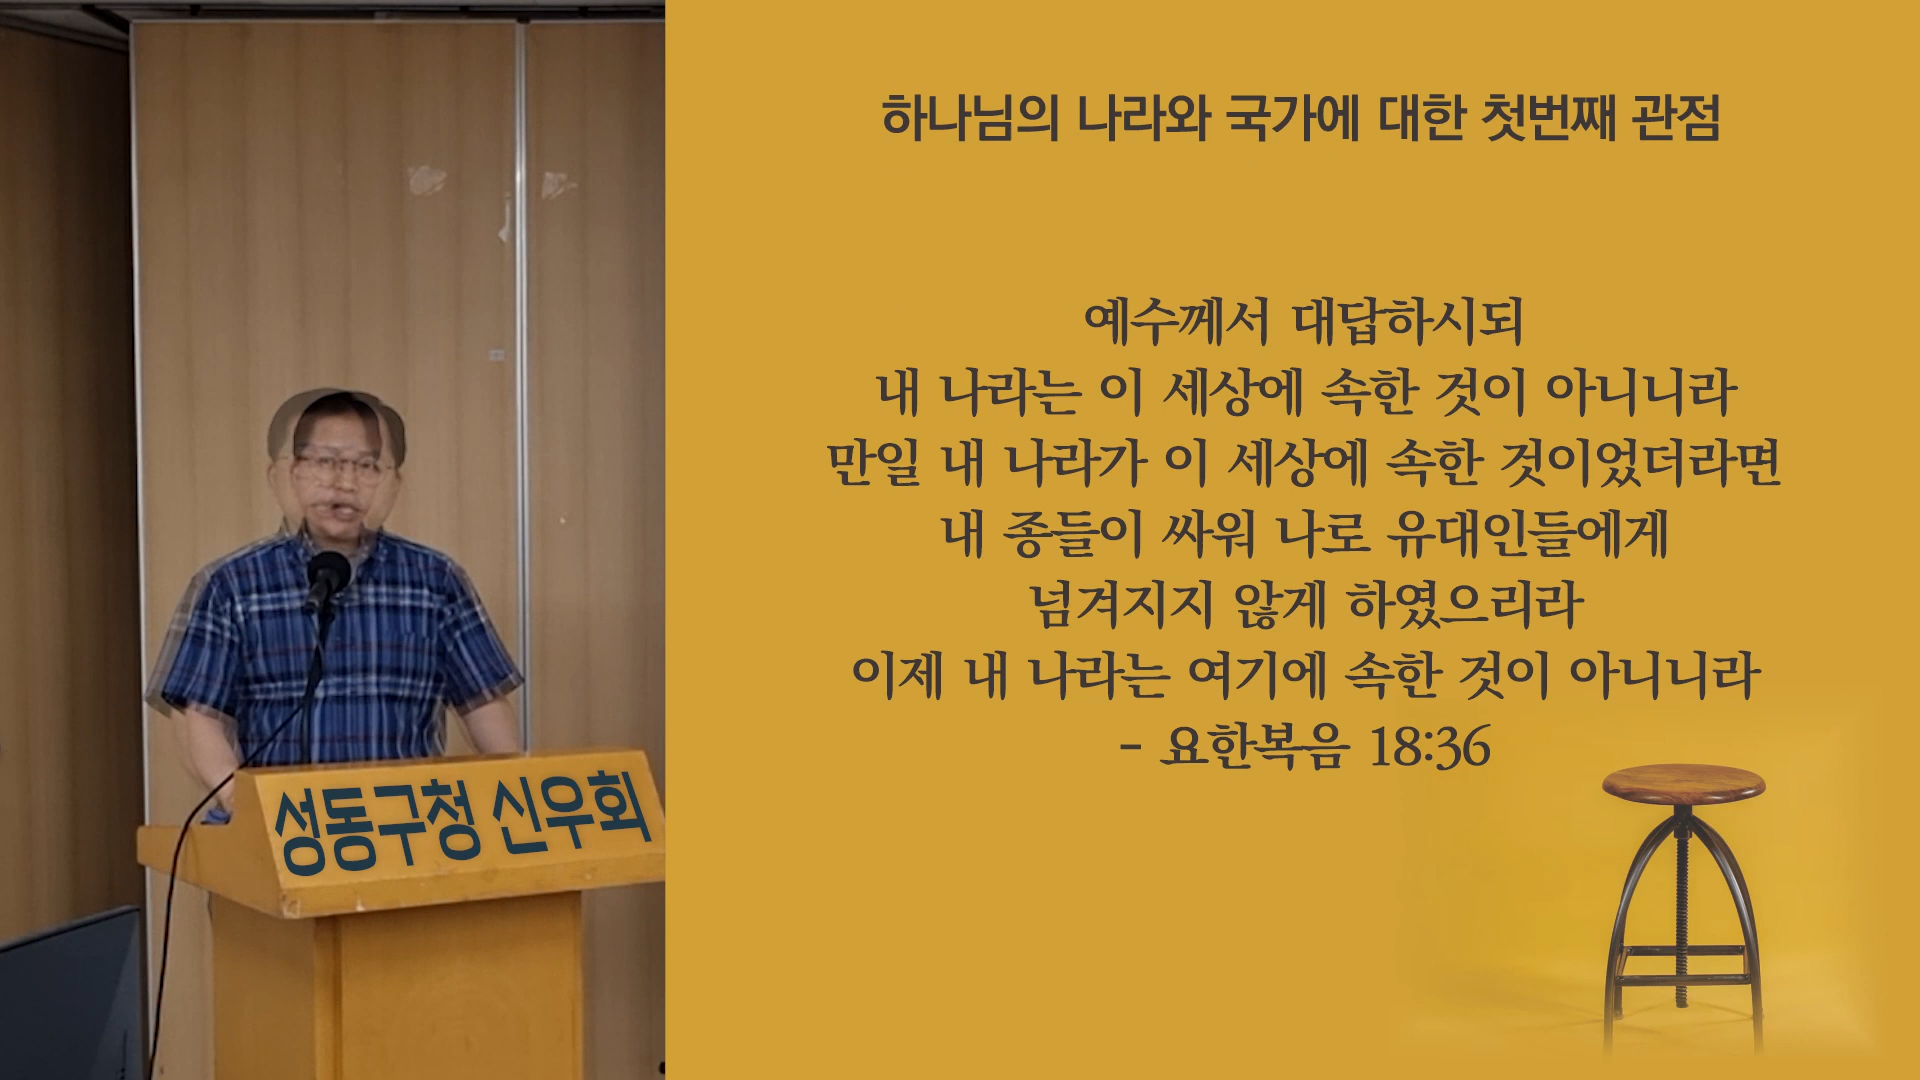 하나님의 나라와 국가에 대한 첫번째 관점
예수께서 대답하시되
내 나라는 이 세상에 속한 것이 아니니라
만일 내 나라가 이 세상에 속한 것이었더라면
내 종들이 싸워 나로 유대인들에게
넘겨지지 않게 하였으리라
이제 내 나라는 여기에 속한 것이 아니니라
- 요한복음 18:36
성동구청 신우회